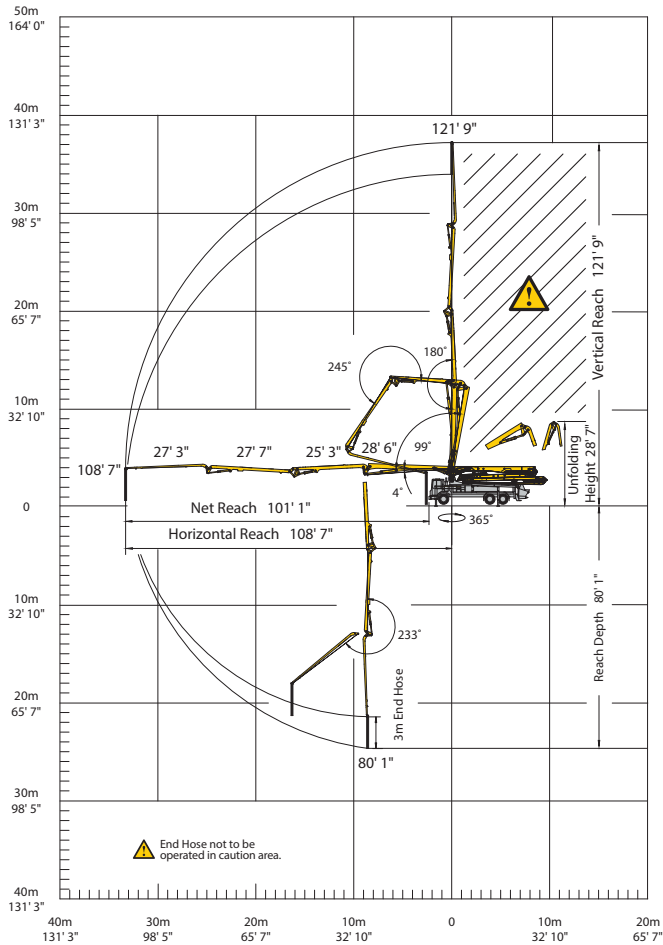 50m
164' 0"
40m
131' 3"
121' 9"
30m
98' 5"
Vertical Reach 121' 9"
20m
65' 7"
180°
245°
10m
32' 10"
27' 3"
27' 7"
25' 3"
28' 6"
99°
108' 7"
Unfolding
Height 28' 7"
4°
0
Net Reach 101' 1"
365°
Horizontal Reach 108' 7"
10m
32' 10"
233°
Reach Depth 80' 1"
20m
65' 7"
3m End Hose
80' 1"
30m
98' 5"
End Hose not to be
operated in caution area.
40m
131' 3"
40m
131' 3"
30m
98' 5"
20m
65' 7"
10m
32' 10"
0
10m
32' 10"
20m
65' 7"